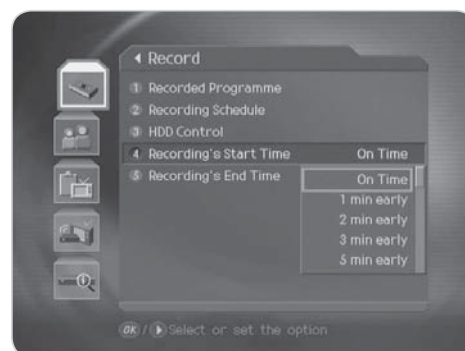 Record
1 Recorded Programme
2 Recording Schedule
3 HDD Control
4 Recording's Start Time On Time
5 Recording's End Time On Time
1 min early
2 min early
3 min early
5 min early
OK / Select or set the option